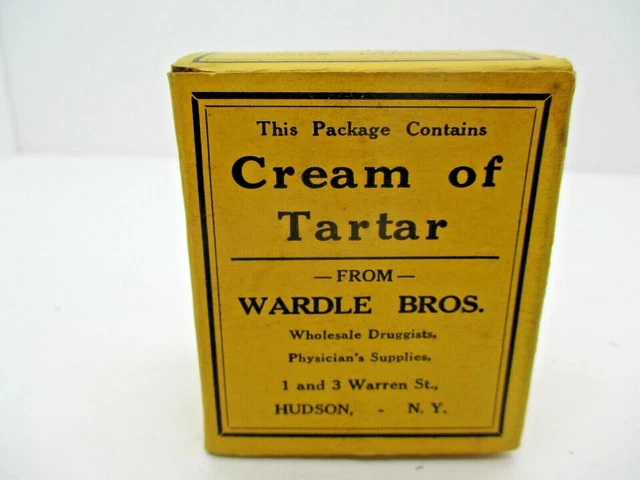 This Package Contains
Cream of
Tartar
— FROM —
WARDLE BROS.
Wholesale Druggists,
Physician's Supplies,
1 and 3 Warren St.,
HUDSON, - N. Y.